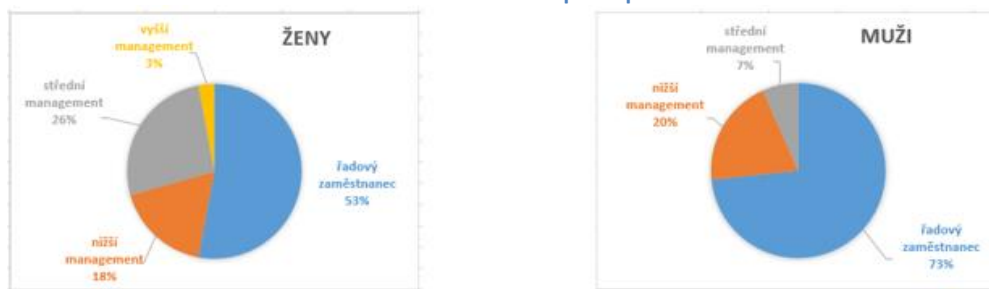 ŽENY
vyšší
management
3%
střední
management
26%
řadový
zaměstnanec
53%
nižší
management
18%
MUŽI
střední
management
7%
nižší
management
20%
řadový
zaměstnanec
73%